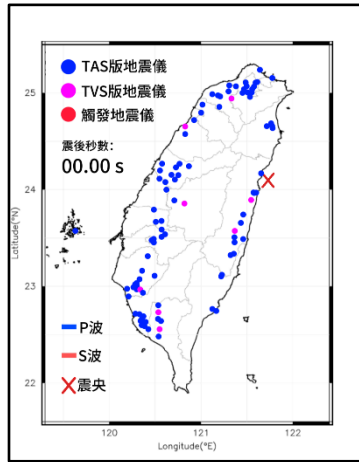 TAS版地震儀
TVS版地震儀
觸發地震儀
震後秒數:
00.00 s
P波
S波
震央
25
24
23
22
Latitude(°N)
120
121
122
Longitude(°E)